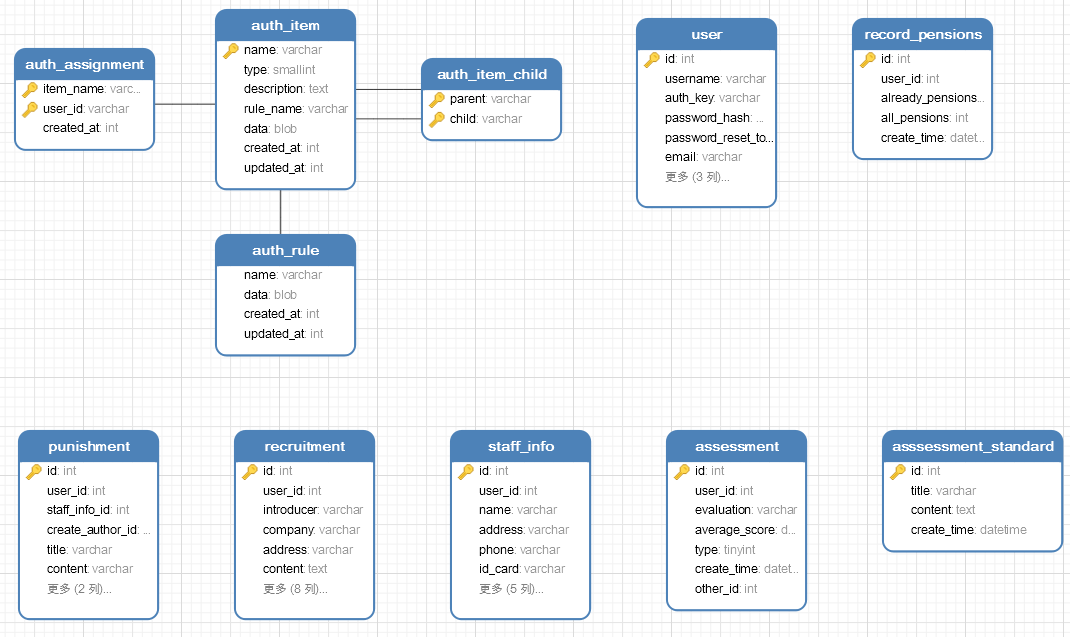 auth_assignment
item_name: varc...
user_id: varchar
created_at: int
auth_item
name: varchar
type: smallint
description: text
rule_name: varchar
data: blob
created_at: int
updated_at: int
auth_item_child
parent: varchar
child: varchar
user
id: int
username: varchar
auth_key: varchar
password_hash: ...
password_reset_to...
email: varchar
更多 (3 列)...
record_pensions
id: int
user_id: int
already_pensions...
all_pensions: int
create_time: datet...
auth_rule
name: varchar
data: blob
created_at: int
updated_at: int
punishment
id: int
user_id: int
staff_info_id: int
create_author_id: ...
title: varchar
content: varchar
更多 (2 列)...
recruitment
id: int
user_id: int
introducer: varchar
company: varchar
address: varchar
content: text
更多 (8 列)...
staff_info
id: int
user_id: int
name: varchar
address: varchar
phone: varchar
id_card: varchar
更多 (5 列)...
assessment
id: int
user_id: int
evaluation: varchar
average_score: d...
type: tinyint
create_time: datet...
other_id: int
asssessment_standard
id: int
title: varchar
content: text
create_time: datetime